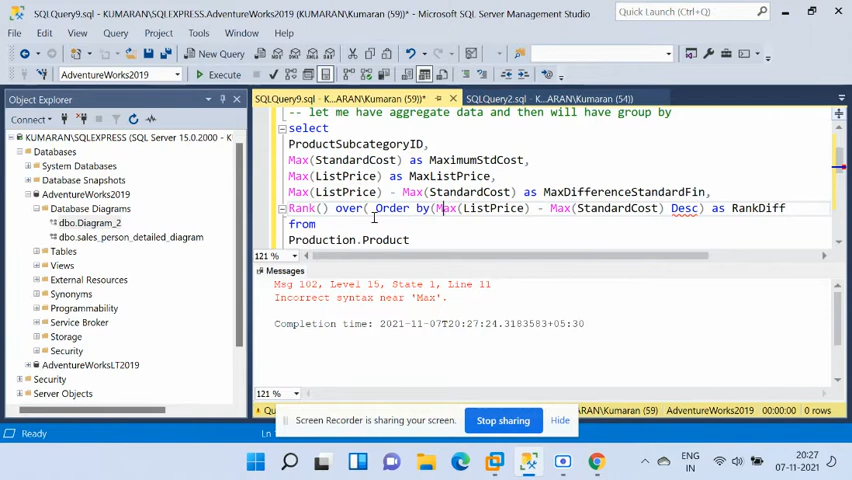 SQLQuery9.sql - KUMARAN\SQLEXPRESS.AdventureWorks2019 (KUMARAN\Kumaran (59))* - Microsoft SQL Server Management Studio
Quick Launch (Ctrl+Q)
File Edit View Query Project Tools Window Help
New Query
AdventureWorks2019
Execute
Object Explorer
Connect
KUMARAN\SQLEXPRESS (SQL Server 15.0.2000 -
Databases
System Databases
Database Snapshots
AdventureWorks2019
Database Diagrams
dbo.Diagram_2
dbo.sales_person_detailed_diagram
Tables
Views
External Resources
Synonyms
Programmability
Service Broker
Storage
Security
AdventureWorksLT2019
Security
Server Objects
SQLQuery9.sql - K...ARAN\Kumaran (59))*
SQLQuery2.sql - K...ARAN\Kumaran (54))
-- let me have aggregate data and then will have group by
select
ProductSubcategoryID,
Max(StandardCost) as MaximumStdCost,
Max(ListPrice) as MaxListPrice,
Max(ListPrice) - Max(StandardCost) as MaxDifferenceStandardFin,
Rank() over( Order by(Max(ListPrice) - Max(StandardCost) Desc) as RankDiff
from
Production.Product
121 %
Messages
Msg 102, Level 15, State 1, Line 11
Incorrect syntax near 'Max'.
Completion time: 2021-11-07T20:27:24.3183583+05:30
121 %
ARAN\Kumaran (59) AdventureWorks2019 00:00:00 0 rows
Screen Recorder is sharing your screen. Stop sharing Hide
Ready
ENG
IN
20:27
07-11-2021